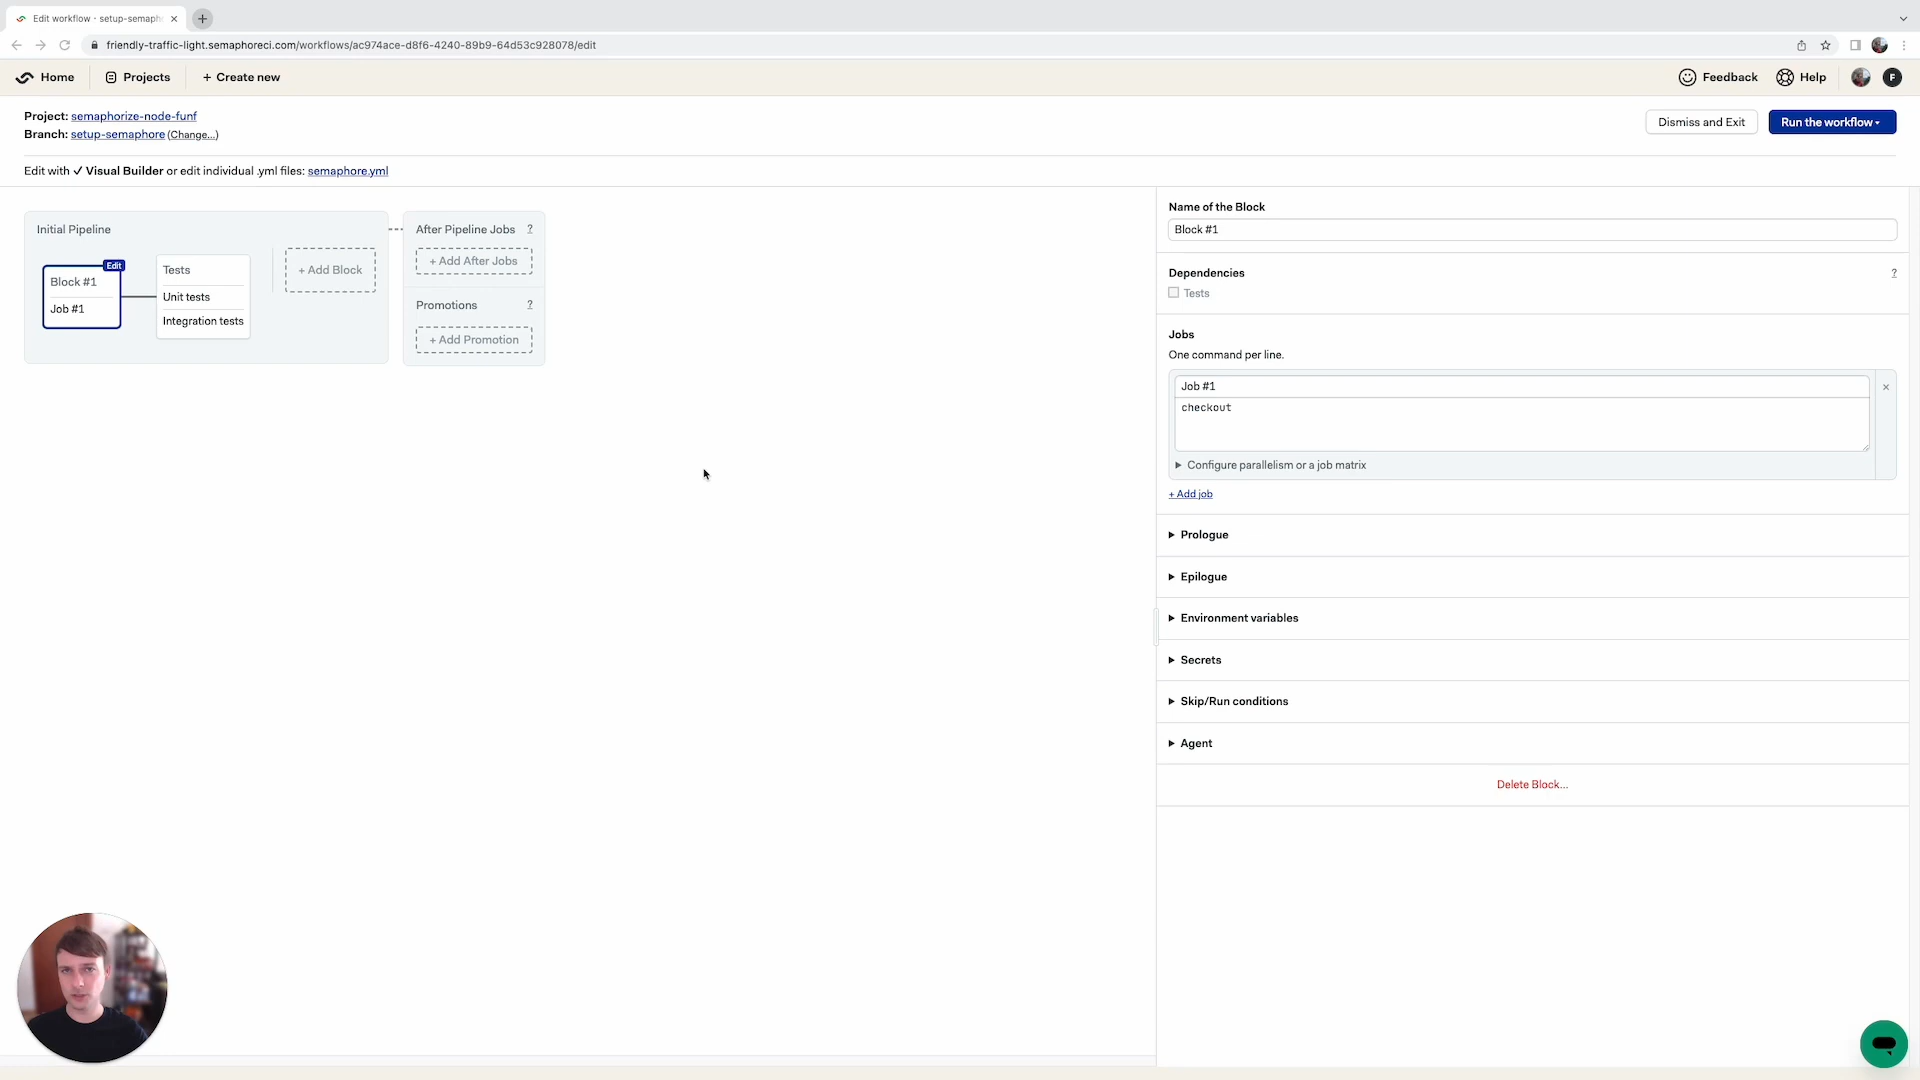 Edit workflow · setup-semaph
friendly-traffic-light.semaphoreci.com/workflows/ac974ace-d8f6-4240-89b9-64d53c928078/edit
Home
Projects
+ Create new
Feedback
Help
F
Project: semaphorize-node-funf
Branch: setup-semaphore (Change...)
Dismiss and Exit
Run the workflow
Edit with ✓ Visual Builder or edit individual .yml files: semaphore.yml
Initial Pipeline
Edit
Block #1
Job #1
Tests
Unit tests
Integration tests
+ Add Block
After Pipeline Jobs ?
+ Add After Jobs
Promotions ?
+ Add Promotion
Name of the Block
Block #1
Dependencies ?
Tests
Jobs
One command per line.
Job #1
checkout
Configure parallelism or a job matrix
+ Add job
Prologue
Epilogue
Environment variables
Secrets
Skip/Run conditions
Agent
Delete Block...